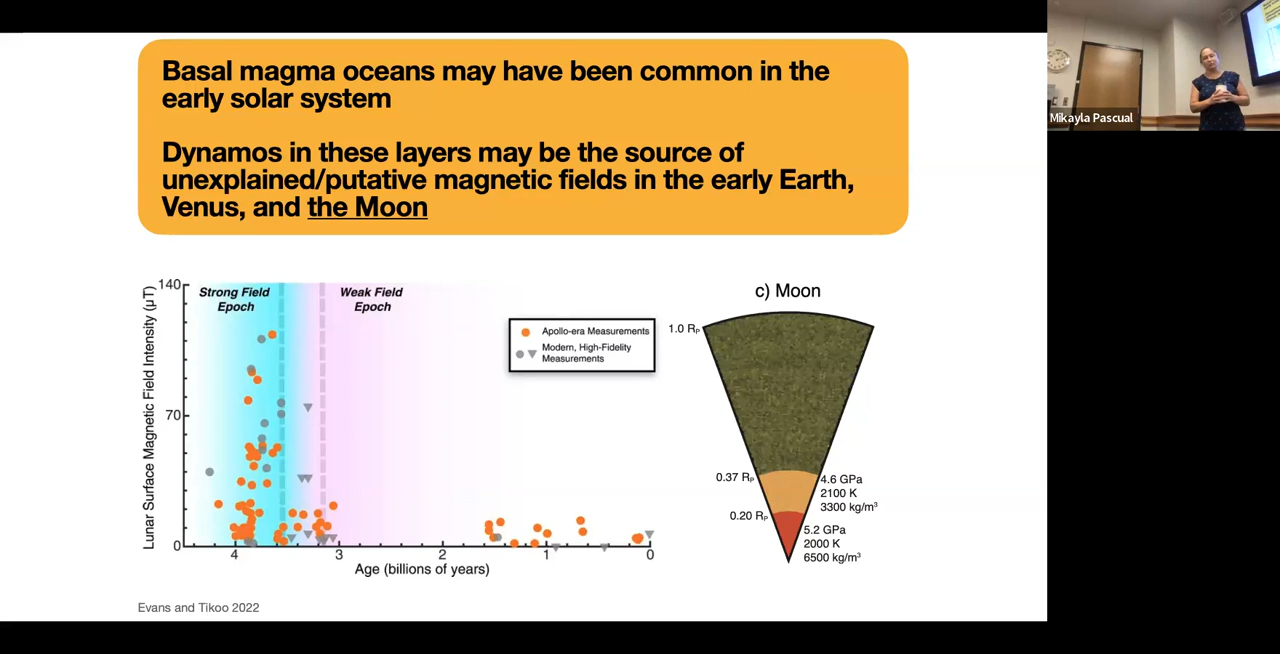 Basal magma oceans may have been common in the
early solar system
Dynamos in these layers may be the source of
unexplained/putative magnetic fields in the early Earth,
Venus, and the Moon
Mikayla Pascual
Lunar Surface Magnetic Field Intensity (μT)
140
70
0
Strong Field
Epoch
Weak Field
Epoch
Apollo-era Measurements
Modern, High-Fidelity
Measurements
4
3
2
1
0
Age (billions of years)
c) Moon
1.0 Rₚ
0.37 Rₚ
4.6 GPa
2100 K
3300 kg/m³
0.20 Rₚ
5.2 GPa
2000 K
6500 kg/m³
Evans and Tikoo 2022